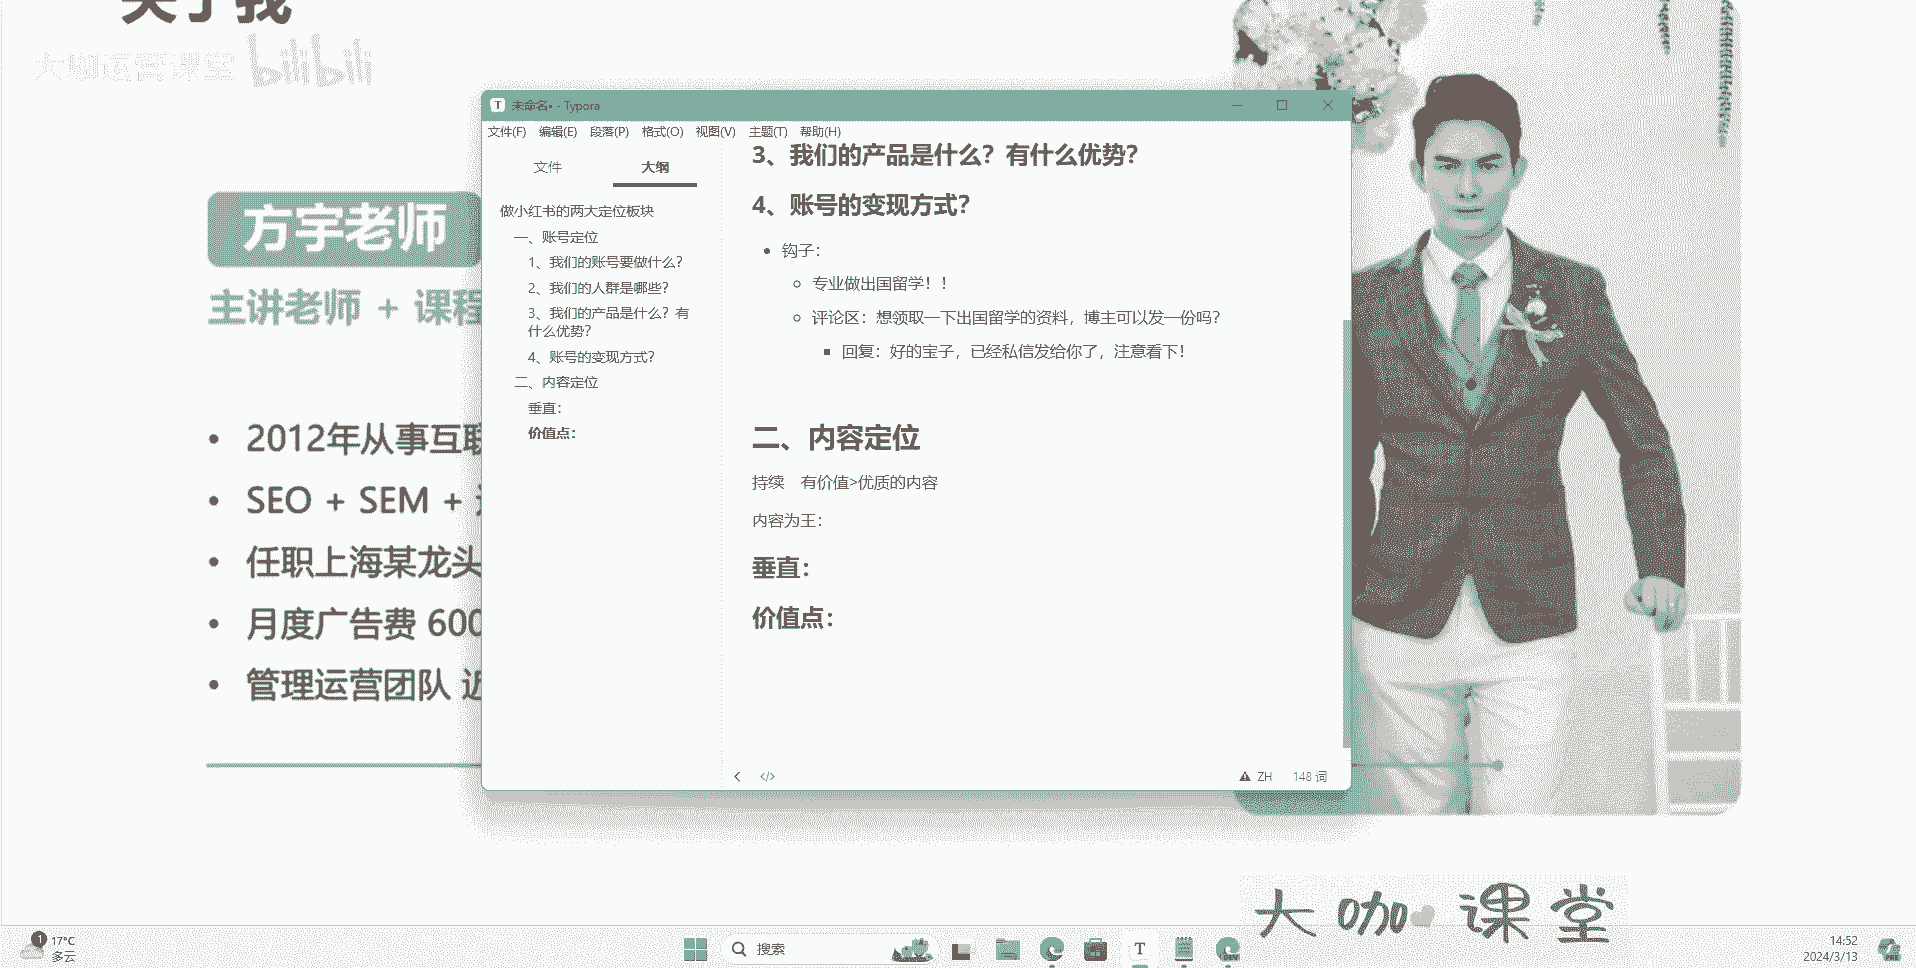 关于我
大咖运营课堂 bilibili
方宇老师
主讲老师 + 课程
• 2012年从事互联
• SEO + SEM +
• 任职上海某龙头
• 月度广告费 600
• 管理运营团队 近
未命名• - Typora
文件(F) 编辑(E) 段落(P) 格式(O) 视图(V) 主题(T) 帮助(H)
文件 大纲
做小红书的两大定位板块
一、账号定位
1、我们的账号要做什么？
2、我们的人群是哪些？
3、我们的产品是什么？有
什么优势？
4、账号的变现方式？
二、内容定位
垂直：
价值点：
3、我们的产品是什么？有什么优势？
4、账号的变现方式？
• 钩子：
○ 专业做出国留学！！
○ 评论区：想领取一下出国留学的资料，博主可以发一份吗？
▪ 回复：好的宝子，已经私信发给你了，注意看下！
二、内容定位
持续 有价值>优质的内容
内容为王：
垂直：
价值点：
</> ZH 148 词
大咖课堂
1 17°C
多云
搜索
T
DEV
14:52
2024/3/13
PRE